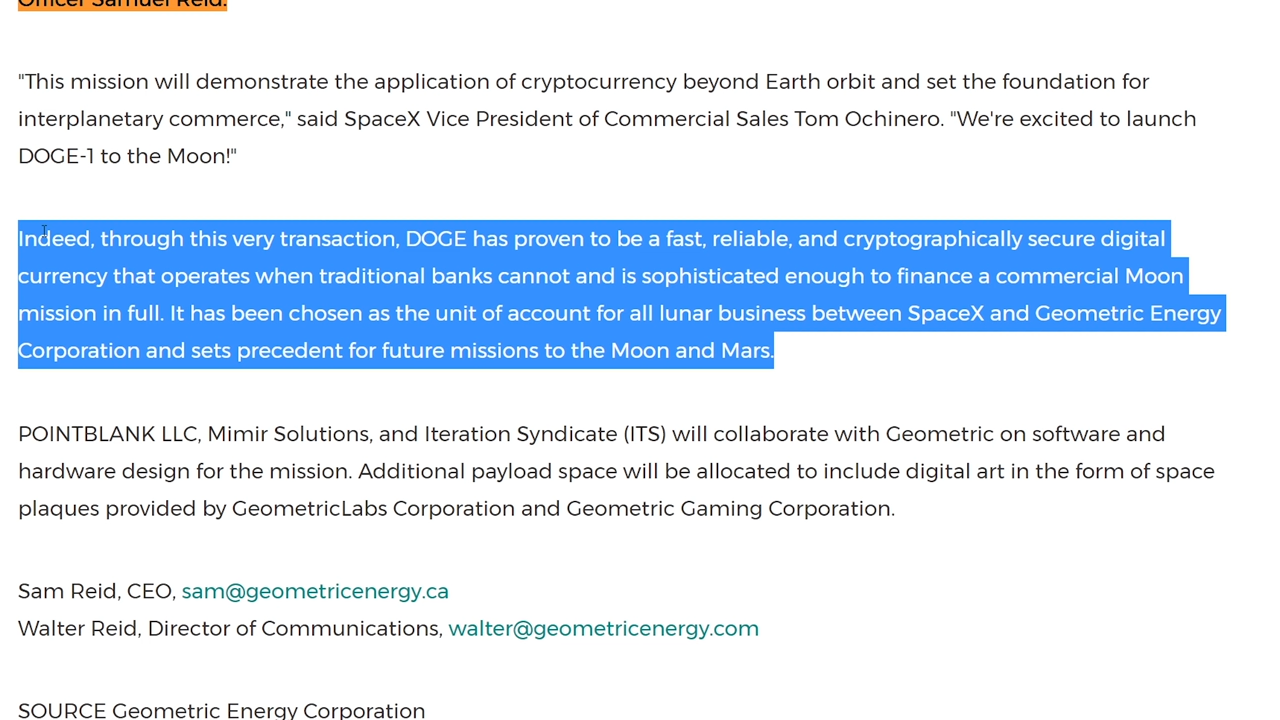 Officer Samuel Reid.
"This mission will demonstrate the application of cryptocurrency beyond Earth orbit and set the foundation for
interplanetary commerce," said SpaceX Vice President of Commercial Sales Tom Ochinero. "We're excited to launch
DOGE-1 to the Moon!"
Indeed, through this very transaction, DOGE has proven to be a fast, reliable, and cryptographically secure digital
currency that operates when traditional banks cannot and is sophisticated enough to finance a commercial Moon
mission in full. It has been chosen as the unit of account for all lunar business between SpaceX and Geometric Energy
Corporation and sets precedent for future missions to the Moon and Mars.
POINTBLANK LLC, Mimir Solutions, and Iteration Syndicate (ITS) will collaborate with Geometric on software and
hardware design for the mission. Additional payload space will be allocated to include digital art in the form of space
plaques provided by GeometricLabs Corporation and Geometric Gaming Corporation.
Sam Reid, CEO, sam@geometricenergy.ca
Walter Reid, Director of Communications, walter@geometricenergy.com
SOURCE Geometric Energy Corporation